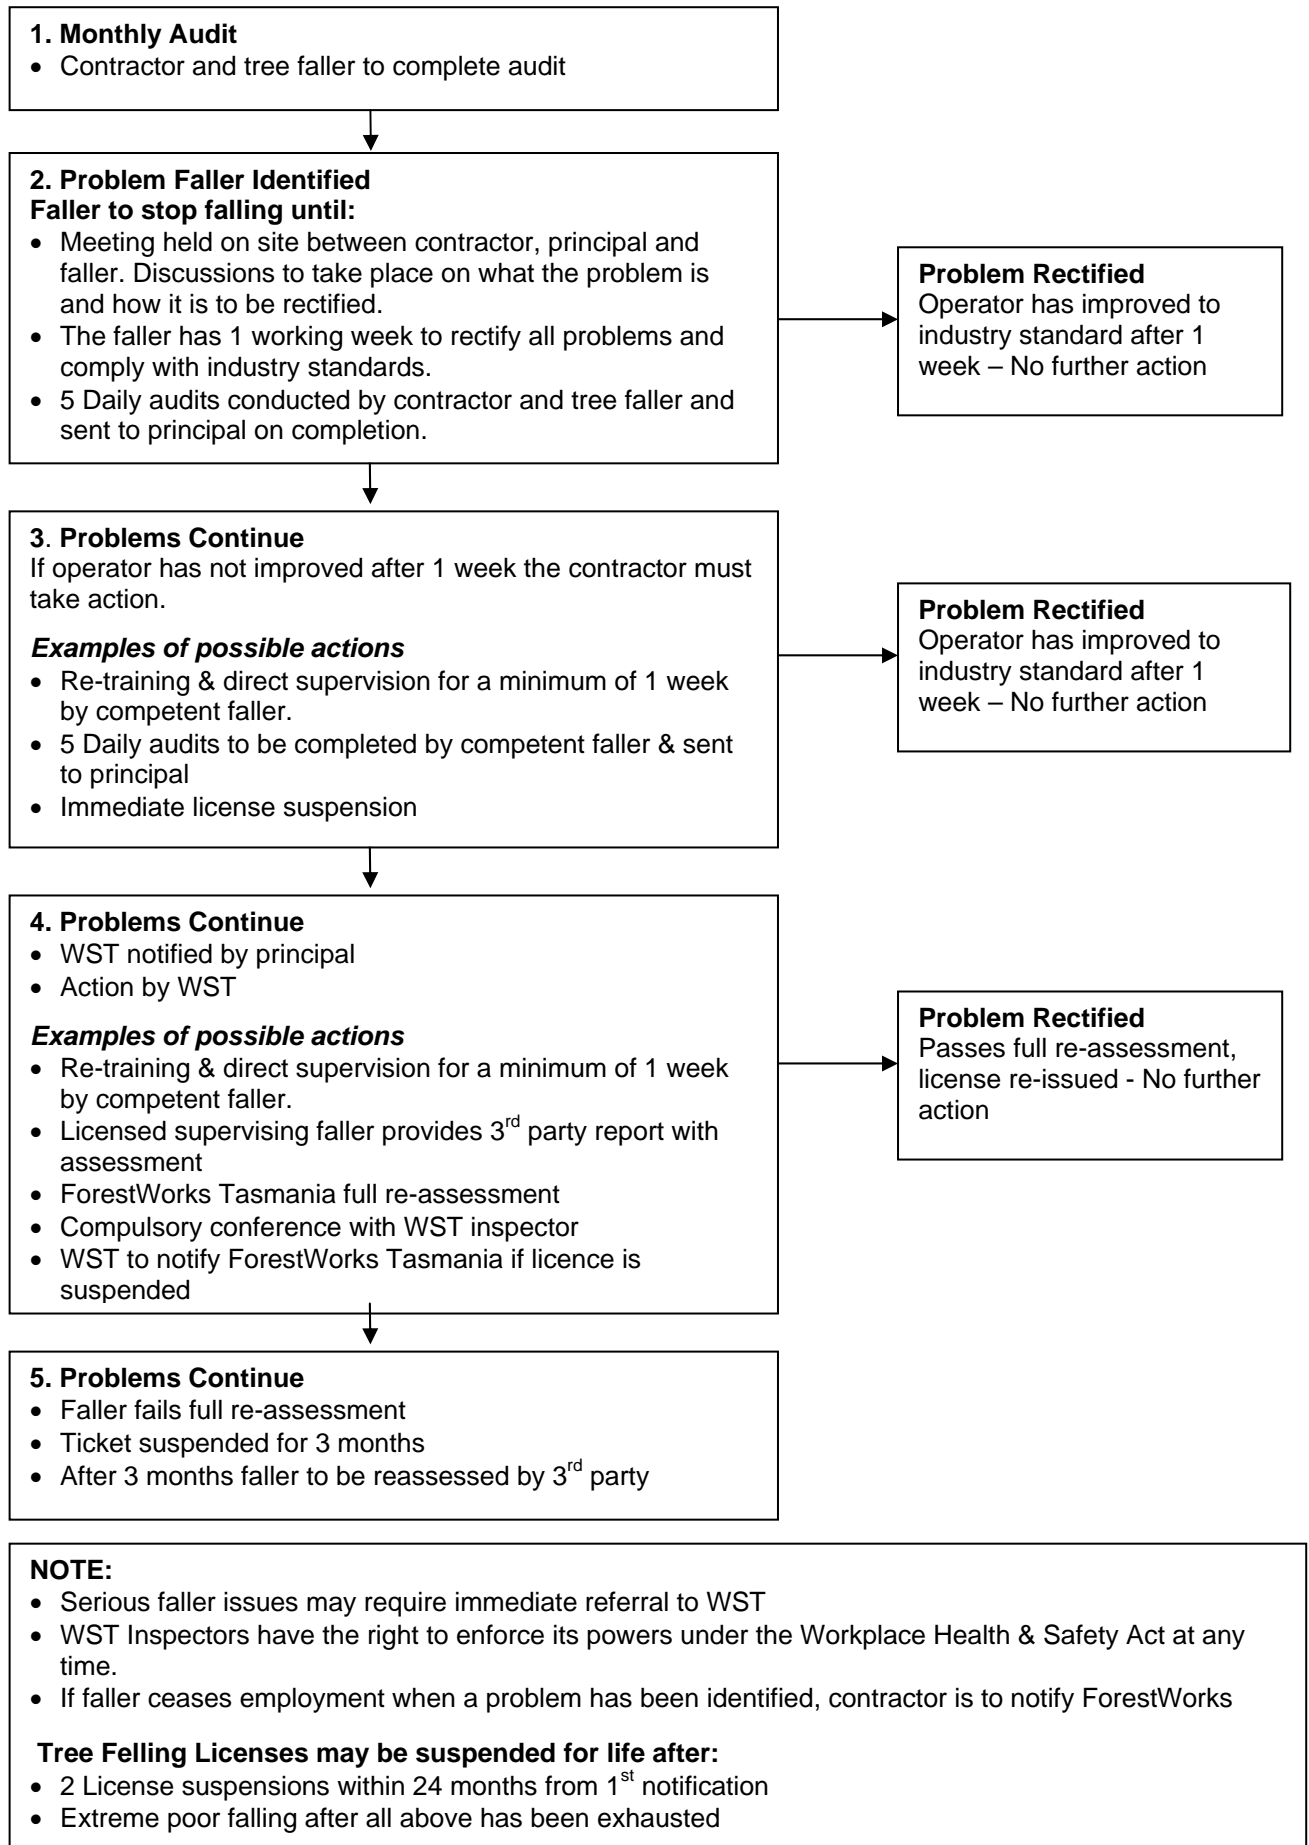 1. Monthly Audit
• Contractor and tree faller to complete audit
2. Problem Faller Identified
Faller to stop falling until:
• Meeting held on site between contractor, principal and
faller. Discussions to take place on what the problem is
and how it is to be rectified.
• The faller has 1 working week to rectify all problems and
comply with industry standards.
• 5 Daily audits conducted by contractor and tree faller and
sent to principal on completion.
Problem Rectified
Operator has improved to
industry standard after 1
week – No further action
3. Problems Continue
If operator has not improved after 1 week the contractor must
take action.
Examples of possible actions
• Re-training & direct supervision for a minimum of 1 week
by competent faller.
• 5 Daily audits to be completed by competent faller & sent
to principal
• Immediate license suspension
Problem Rectified
Operator has improved to
industry standard after 1
week – No further action
4. Problems Continue
• WST notified by principal
• Action by WST
Examples of possible actions
• Re-training & direct supervision for a minimum of 1 week
by competent faller.
• Licensed supervising faller provides 3rd party report with
assessment
• ForestWorks Tasmania full re-assessment
• Compulsory conference with WST inspector
• WST to notify ForestWorks Tasmania if licence is
suspended
Problem Rectified
Passes full re-assessment,
license re-issued - No further
action
5. Problems Continue
• Faller fails full re-assessment
• Ticket suspended for 3 months
• After 3 months faller to be reassessed by 3rd party
NOTE:
• Serious faller issues may require immediate referral to WST
• WST Inspectors have the right to enforce its powers under the Workplace Health & Safety Act at any
time.
• If faller ceases employment when a problem has been identified, contractor is to notify ForestWorks
Tree Felling Licenses may be suspended for life after:
• 2 License suspensions within 24 months from 1st notification
• Extreme poor falling after all above has been exhausted